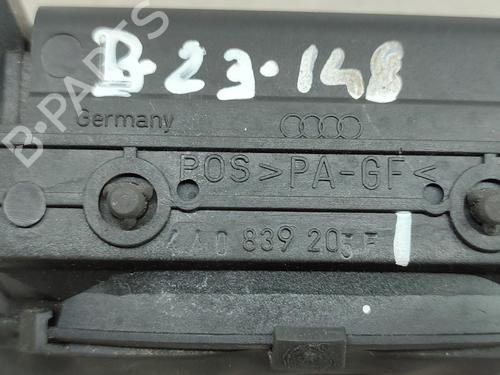 B-23-148
Germany
POS >PA-GF<
4A0 839 205 F
B-PARTS